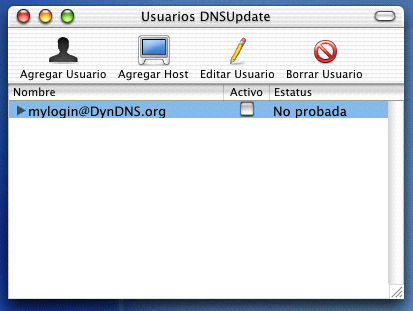 Usuarios DNSUpdate
Agregar Usuario Agregar Host Editar Usuario Borrar Usuario
Nombre Activo Estatus
mylogin@DynDNS.org No probada